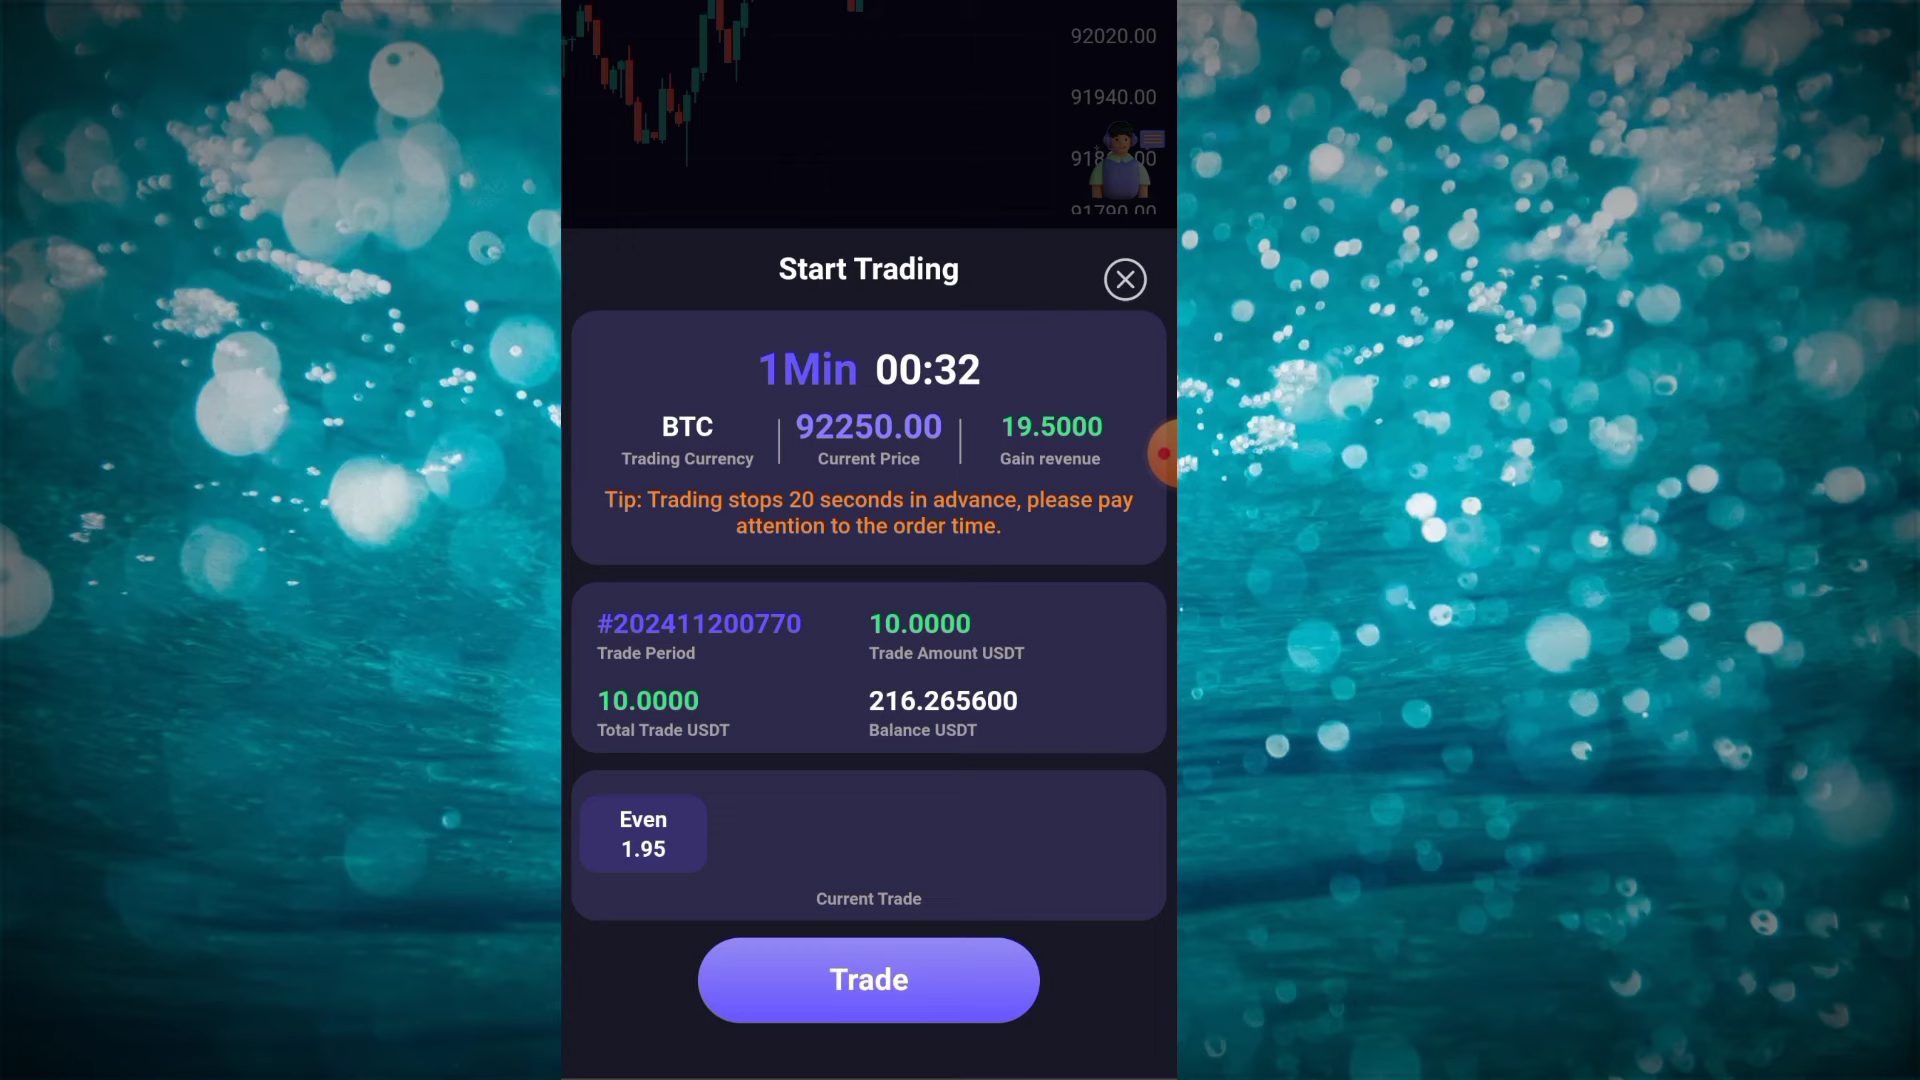 92020.00
91940.00
91790.00
Start Trading
1Min 00:32
BTC
92250.00
19.5000
Trading Currency
Current Price
Gain revenue
Tip: Trading stops 20 seconds in advance, please pay
attention to the order time.
#202411200770
10.0000
Trade Period
Trade Amount USDT
10.0000
216.265600
Total Trade USDT
Balance USDT
Even
1.95
Current Trade
Trade